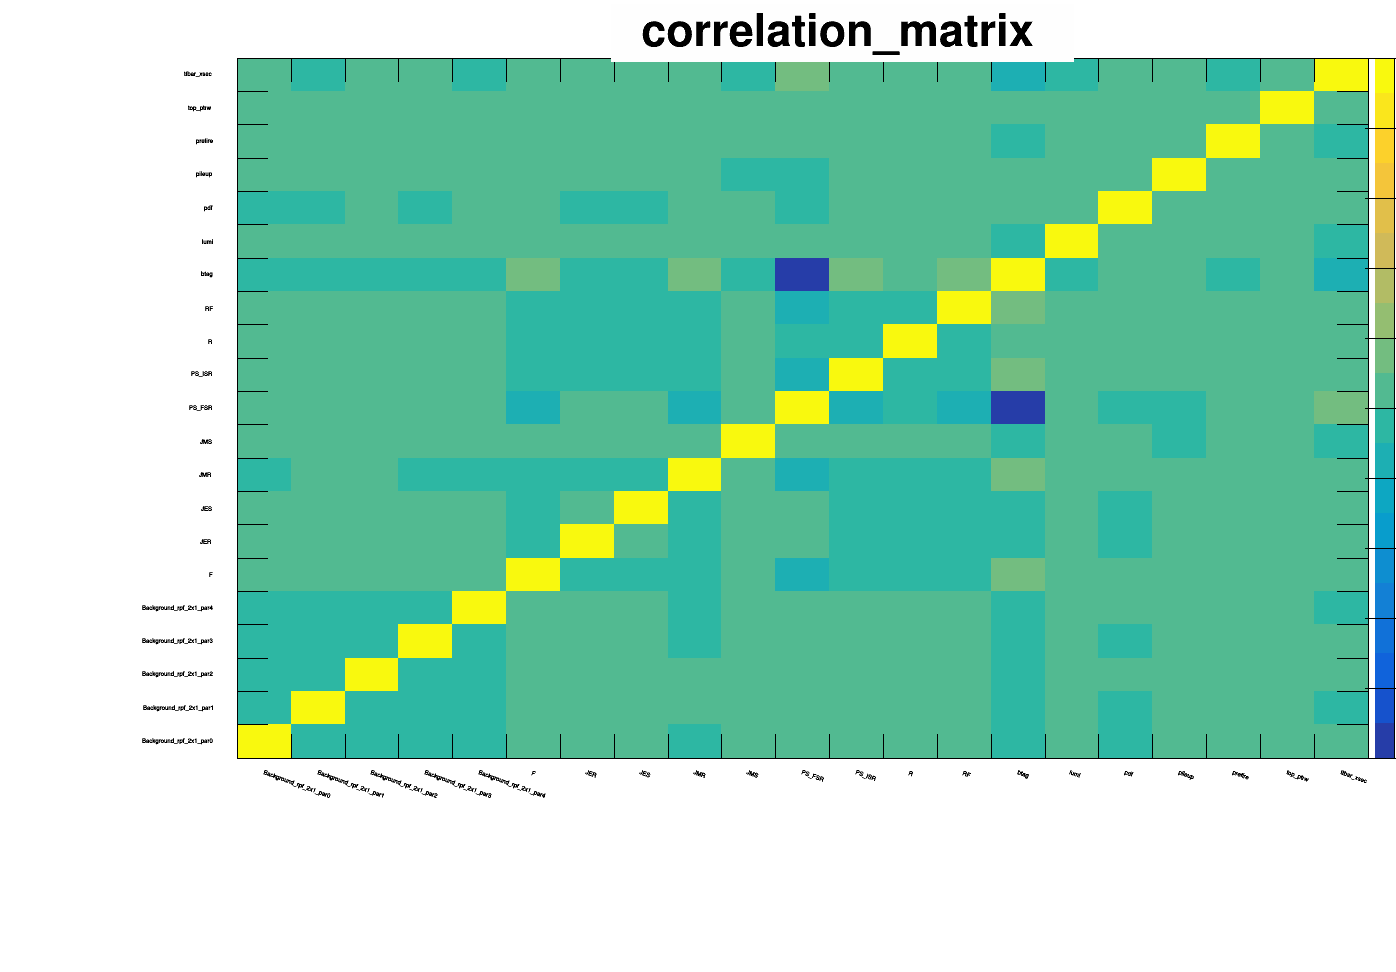 correlation_matrix
ttbar_xsec
top_ptrw
prefire
pileup
pdf
lumi
btag
RF
R
PS_ISR
PS_FSR
JMS
JMR
JES
JER
F
Background_rpf_2x1_par4
Background_rpf_2x1_par3
Background_rpf_2x1_par2
Background_rpf_2x1_par1
Background_rpf_2x1_par0
Background_rpf_2x1_par0
Background_rpf_2x1_par1
Background_rpf_2x1_par2
Background_rpf_2x1_par3
Background_rpf_2x1_par4
F
JER
JES
JMR
JMS
PS_FSR
PS_ISR
R
RF
btag
lumi
pdf
pileup
prefire
top_ptrw
ttbar_xsec